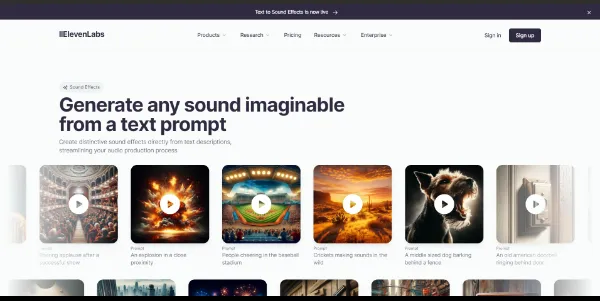 Text to Sound Effects is now live →
IIElevenLabs
Products
Research
Pricing
Resources
Enterprise
Sign in
Sign up
Sound Effects
Generate any sound imaginable
from a text prompt
Create distinctive sound effects directly from text descriptions,
streamlining your audio production process
Prompt
applause after a
successful show
Prompt
An explosion in a close
proximity
Prompt
People cheering in the baseball
stadium
Prompt
Crickets making sounds in the
wild
Prompt
A middle sized dog barking
behind a fence
Prompt
An old american doorbell
ringing behind door